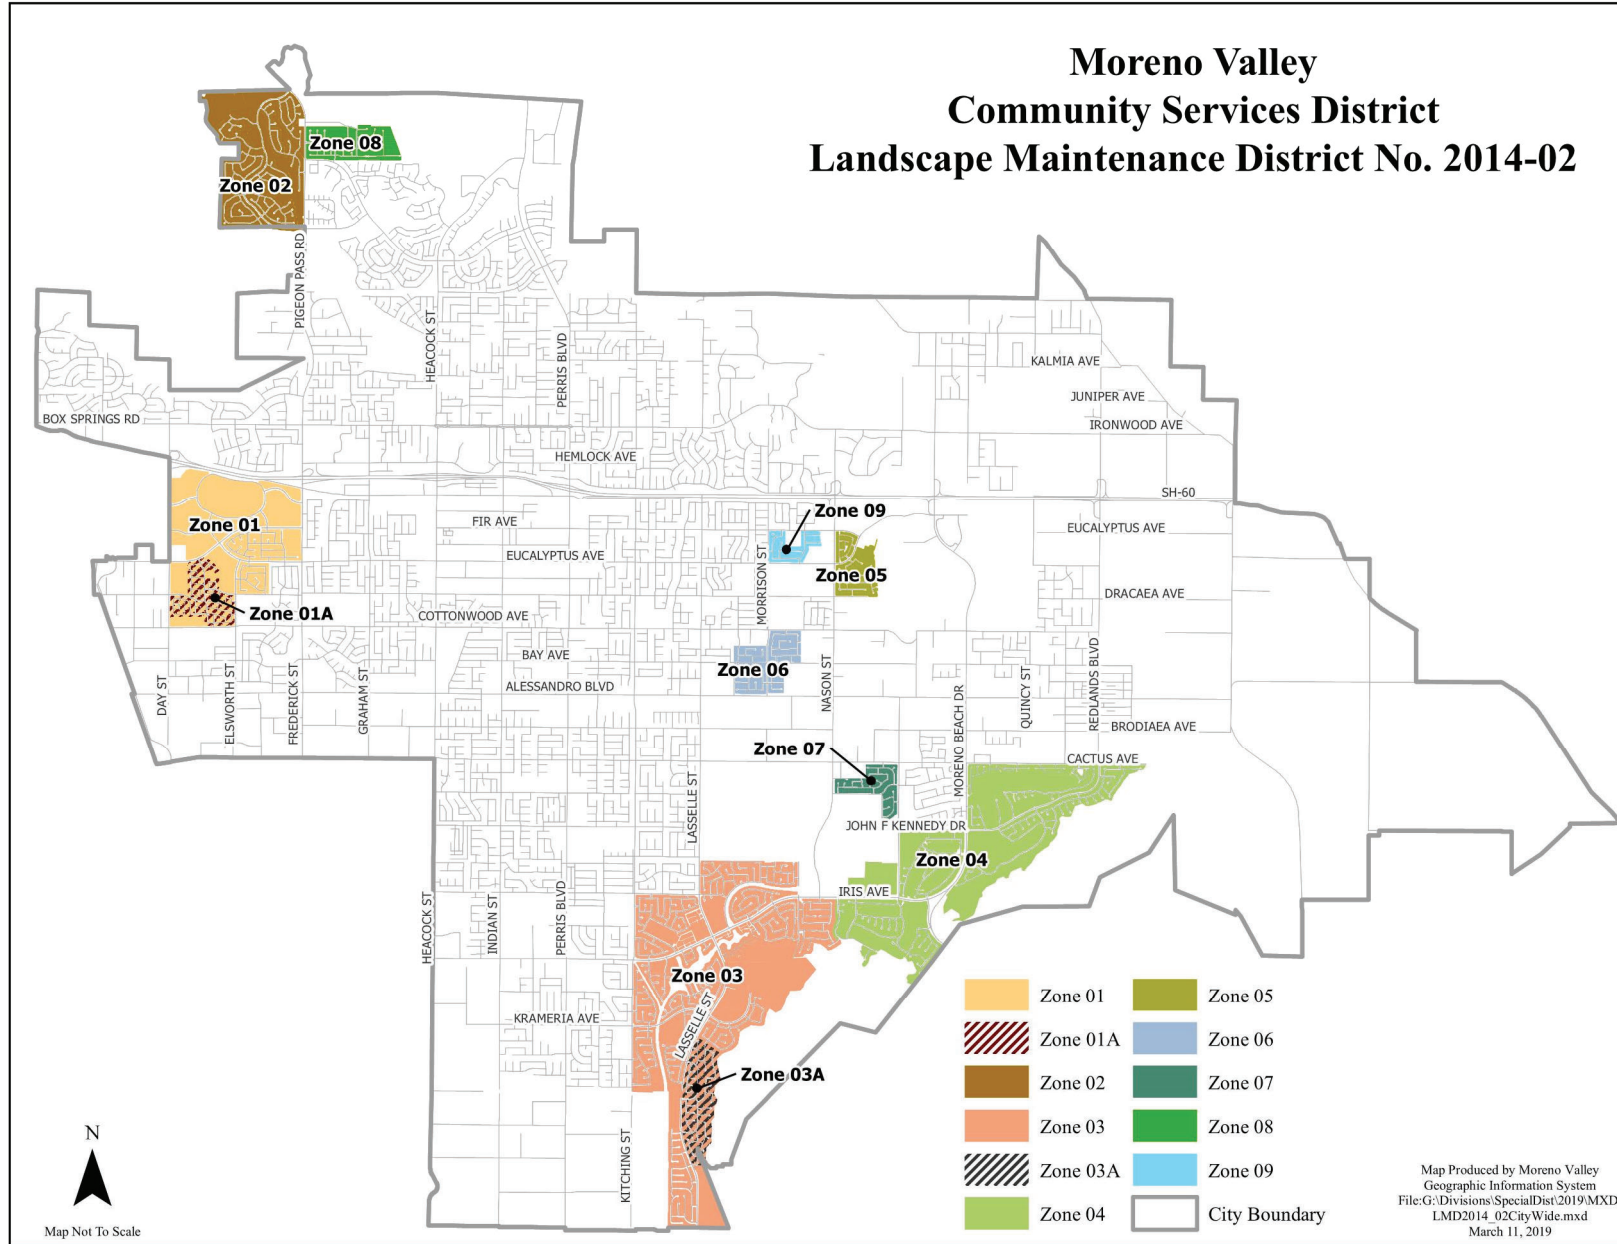 Moreno Valley
Community Services District
Landscape Maintenance District No. 2014-02
Zone 08
Zone 02
PIGEON PASS RD
HEACOCK ST
PERRIS BLVD
KALMIA AVE
JUNIPER AVE
IRONWOOD AVE
BOX SPRINGS RD
HEMLOCK AVE
SH-60
Zone 01
FIR AVE
Zone 09
EUCALYPTUS AVE
EUCALYPTUS AVE
MORRISON ST
Zone 05
DRACAEA AVE
Zone 01A
COTTONWOOD AVE
BAY AVE
Zone 06
ALESSANDRO BLVD
DAY ST
ELSWORTH ST
FREDERICK ST
GRAHAM ST
NASON ST
MORENO BEACH DR
QUINCY ST
REDLANDS BLVD
BRODIAEA AVE
Zone 07
CACTUS AVE
LASSELLE ST
JOHN F KENNEDY DR
Zone 04
IRIS AVE
HEACOCK ST
INDIAN ST
PERRIS BLVD
Zone 03
KRAMERIA AVE
LASSELLE ST
Zone 03A
KITCHING ST
Zone 01
Zone 01A
Zone 02
Zone 03
Zone 03A
Zone 04
Zone 05
Zone 06
Zone 07
Zone 08
Zone 09
City Boundary
N
Map Not To Scale
Map Produced by Moreno Valley
Geographic Information System
File:G:\Divisions\SpecialDist\2019\MXD
LMD2014_02CityWide.mxd
March 11, 2019